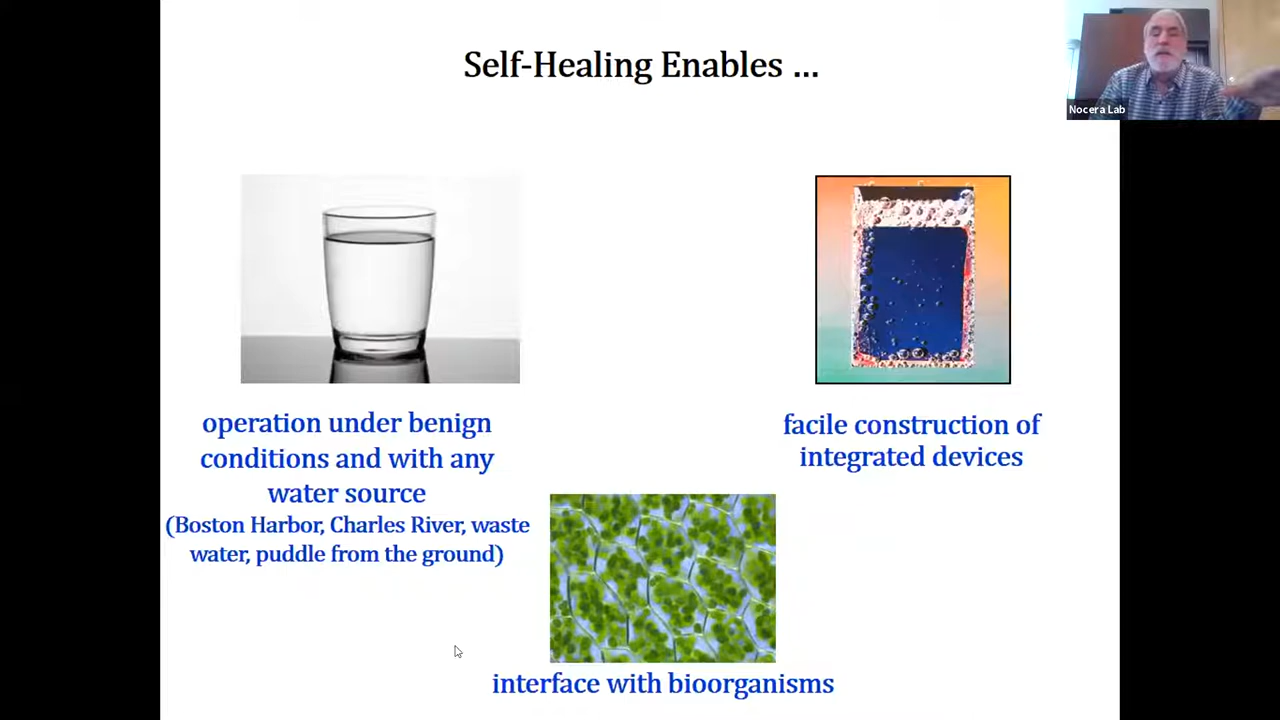 Self-Healing Enables ...
Nocera Lab
operation under benign
conditions and with any
water source
(Boston Harbor, Charles River, waste
water, puddle from the ground)
facile construction of
integrated devices
interface with bioorganisms